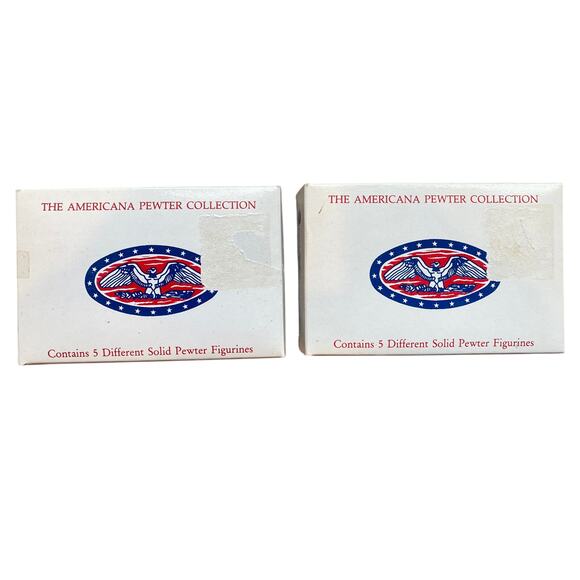 THE AMERICANA PEWTER COLLECTION
Contains 5 Different Solid Pewter Figurines
THE AMERICANA PEWTER COLLECTION
Contains 5 Different Solid Pewter Figurines